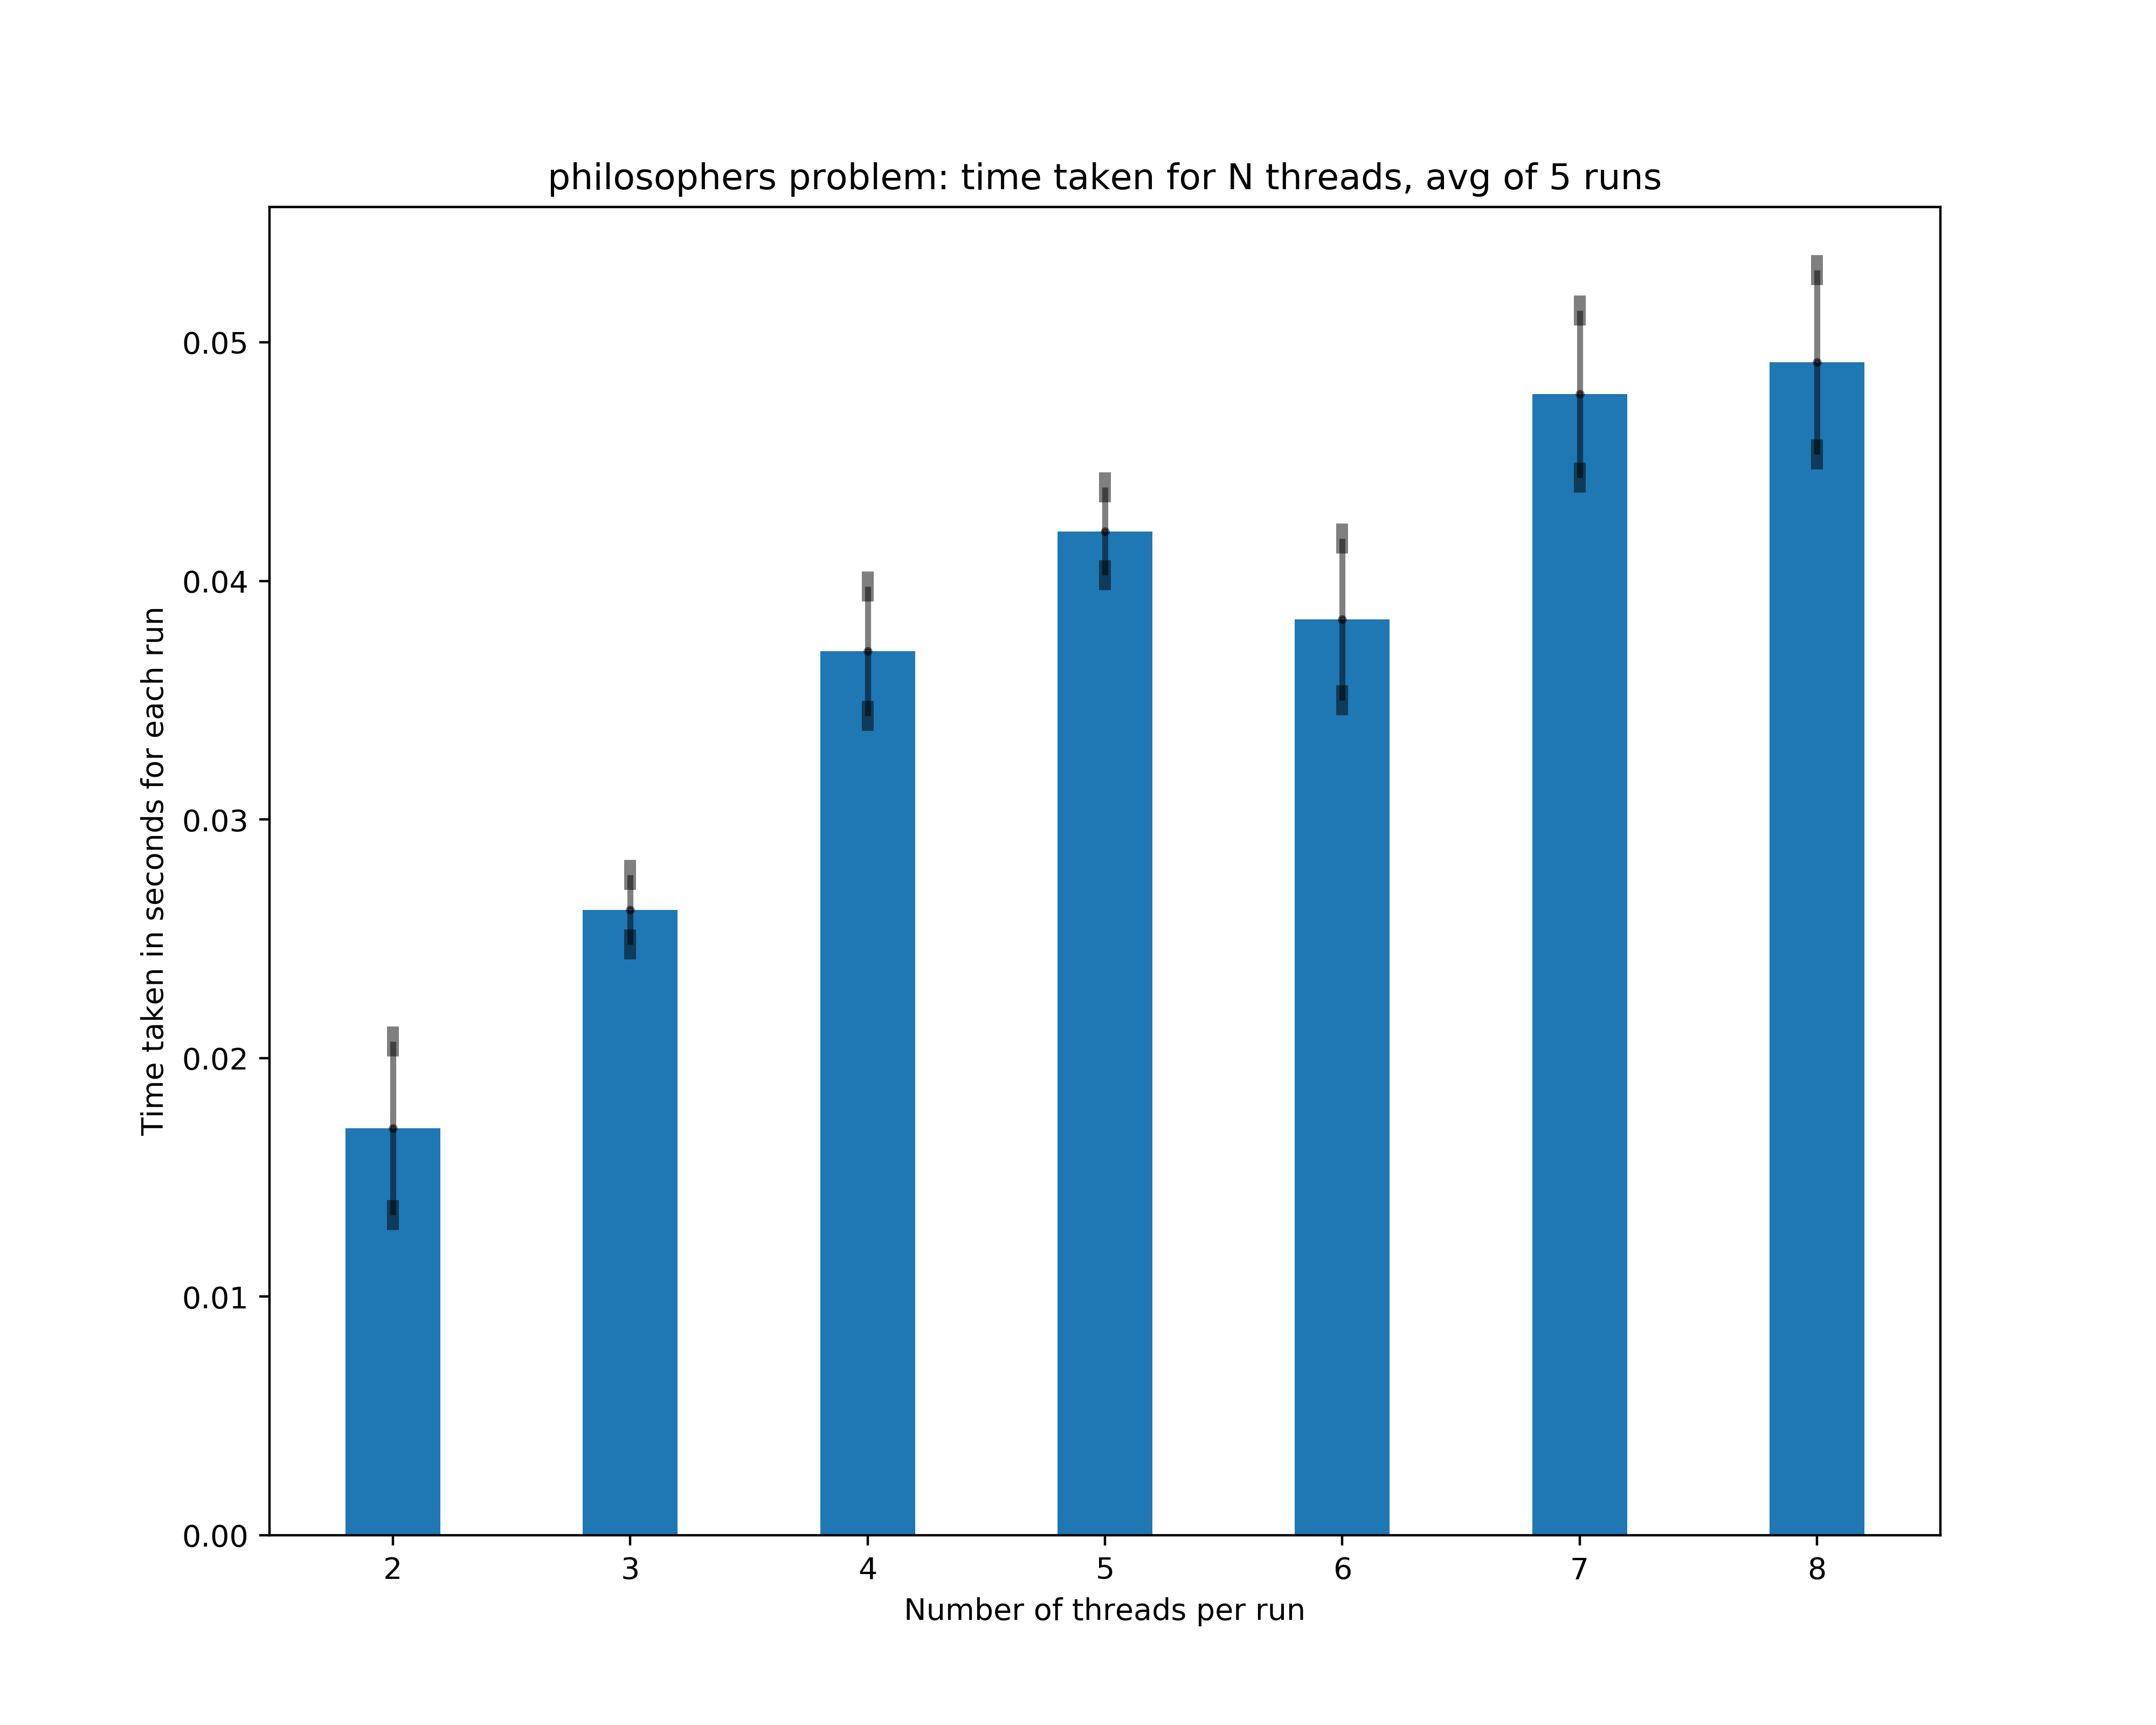 philosophers problem: time taken for N threads, avg of 5 runs
Time taken in seconds for each run
0.05
0.04
0.03
0.02
0.01
0.00
2 3 4 5 6 7 8
Number of threads per run